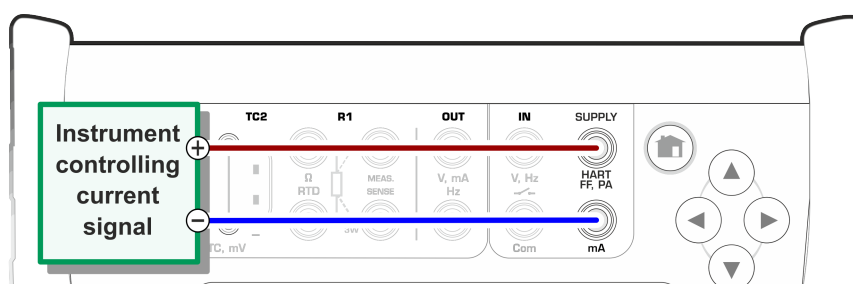 TC2 R1 OUT IN SUPPLY
Instrument
controlling
current
signal
+
−
Ω
RTD
MEAS.
SENSE
V, mA
Hz
V, Hz
HART
FF, PA
3W
TC, mV
Com
mA